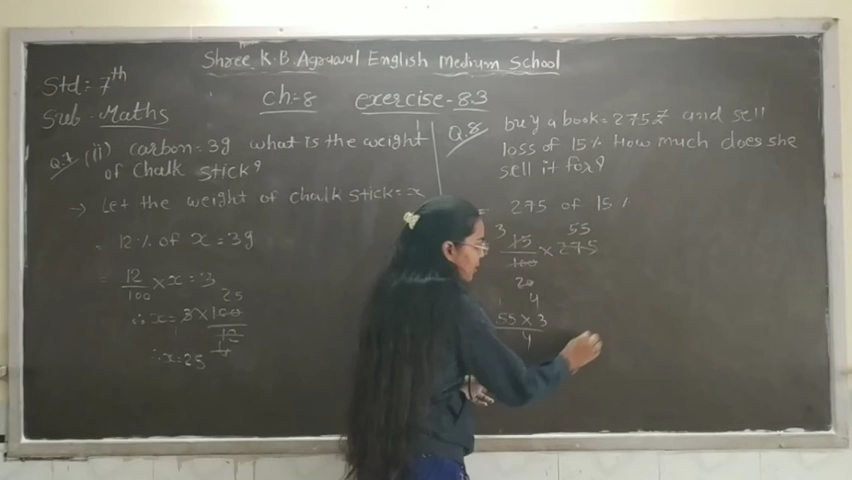 Shree K.B. Agrawal English Medium School
Std:- 7th
Sub:- Maths
Ch:-8 exercise-8.3
Q.7 (ii) carbon = 3g what is the weight
of chalk stick?
→ Let the weight of chalk stick = x
= 12% of x = 3g
= 12/100 × x = 3
25
∴ x = 3 × 100
12
1 4
∴ x = 25
Q.8 buy a book = 275₹ and sell
loss of 15% How much does she
sell it for?
= 275 of 15%
3 55
15/100 × 275
20
4
55 × 3
4